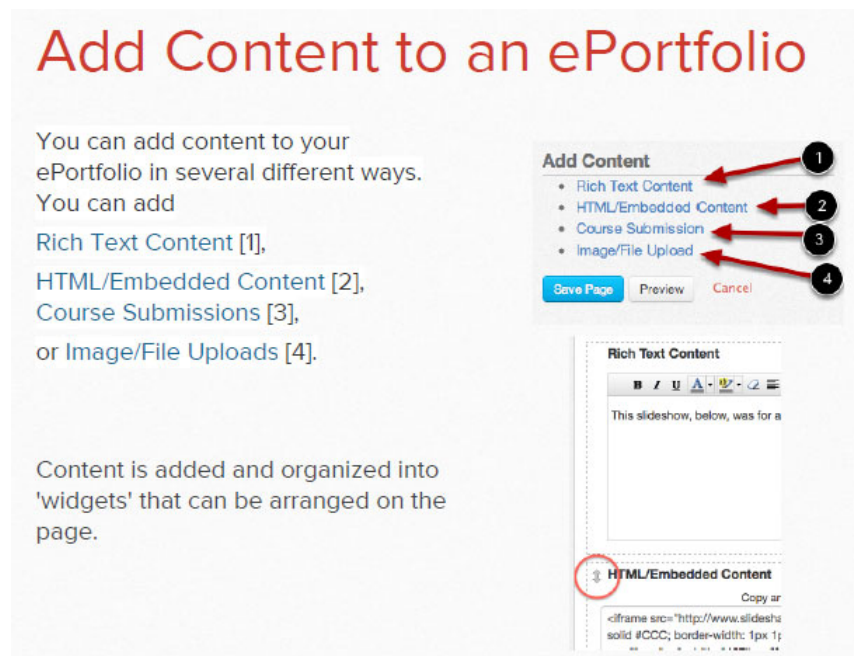 Add Content to an ePortfolio
You can add content to your
ePortfolio in several different ways.
You can add
Rich Text Content [1],
HTML/Embedded Content [2],
Course Submissions [3],
or Image/File Uploads [4].
Content is added and organized into
'widgets' that can be arranged on the
page.
Add Content
1
• Rich Text Content
• HTML/Embedded Content
2
• Course Submission
3
• Image/File Upload
4
Save Page Preview Cancel
Rich Text Content
B I U A
This slideshow, below, was for a
HTML/Embedded Content
Copy ar
<iframe src="http://www.slidesha
solid #CCC; border-width: 1px 1p